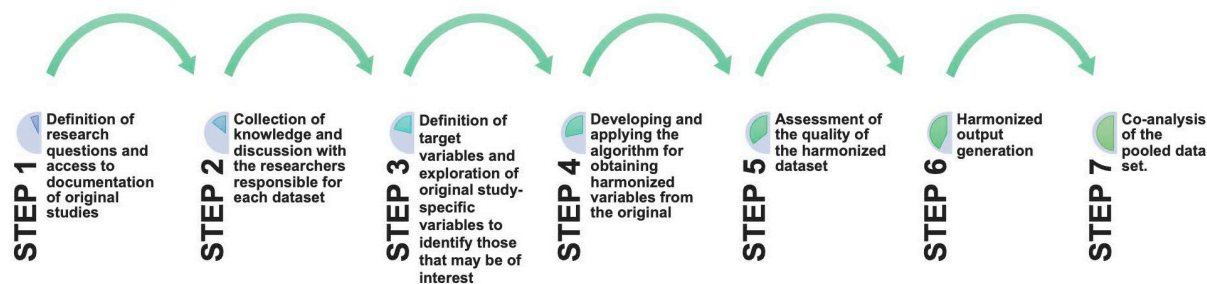 STEP 1
Definition of
research
questions and
access to
documentation
of original
studies
STEP 2
Collection of
knowledge and
discussion with
the researchers
responsible for
each dataset
STEP 3
Definition of
target
variables and
exploration of
original study-
specific
variables to
identify those
that may be of
interest
STEP 4
Developing and
applying the
algorithm for
obtaining
harmonized
variables from
the original
STEP 5
Assessment of
the quality of
the harmonized
dataset
STEP 6
Harmonized
output
generation
STEP 7
Co-analysis
of the
pooled data
set.